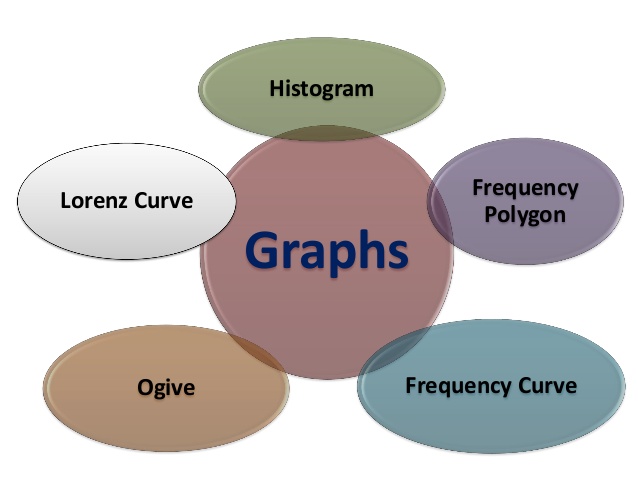 Histogram
Lorenz Curve
Frequency
Polygon
Graphs
Ogive
Frequency Curve